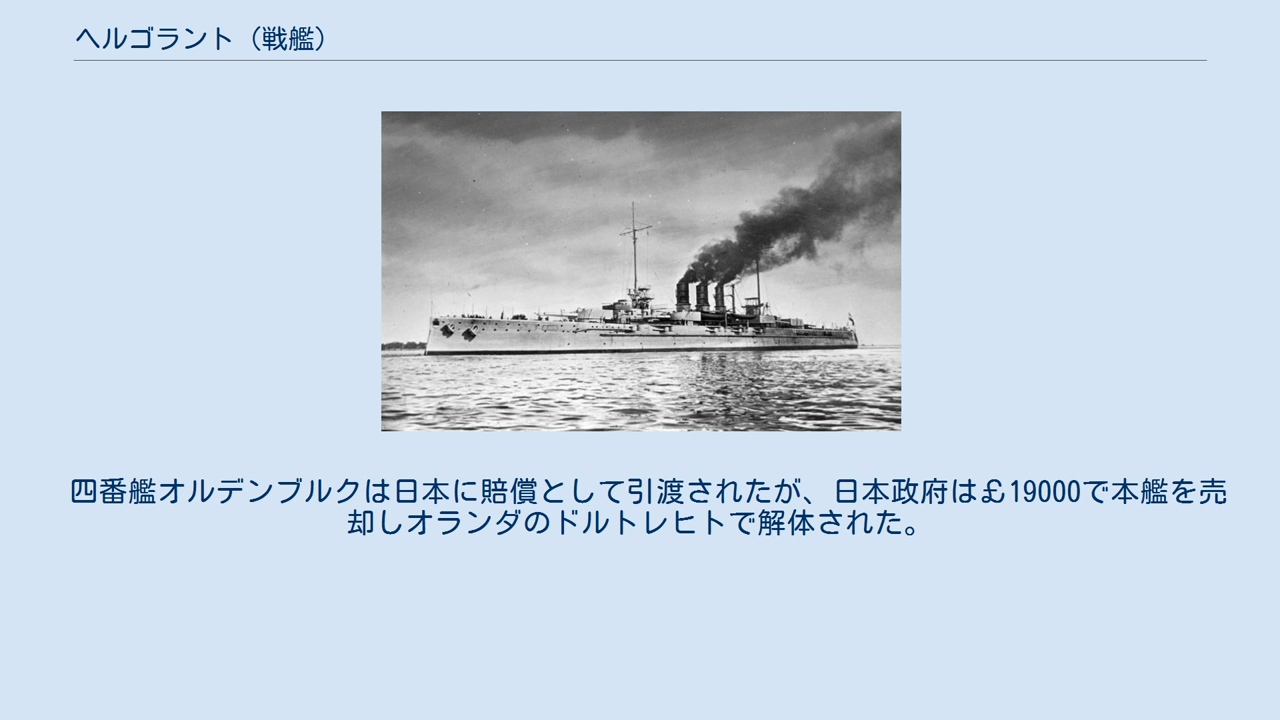 ヘルゴラント（戦艦）
四番艦オルデンブルクは日本に賠償として引渡されたが、日本政府は￡19000で本艦を売
却しオランダのドルトレヒトで解体された。